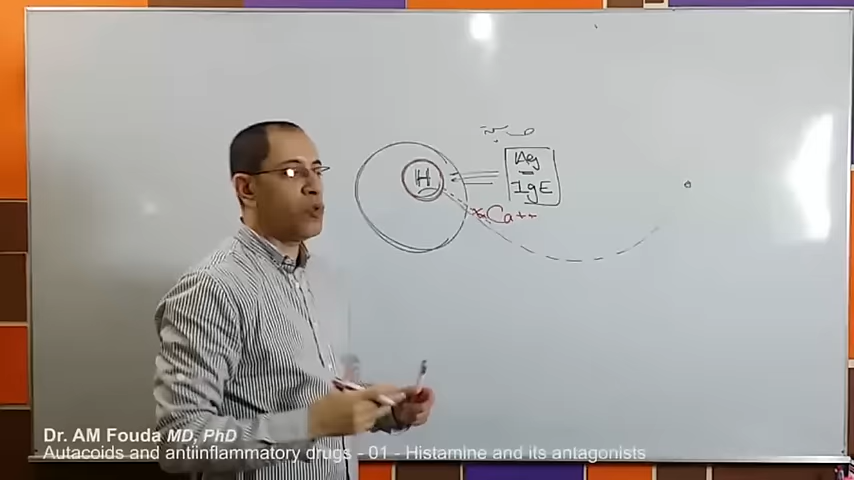 Ag
IgE
H
Ca++
Dr. AM Fouda MD, PhD
Autacoids and antiinflammatory drugs - 01 - Histamine and its antagonists